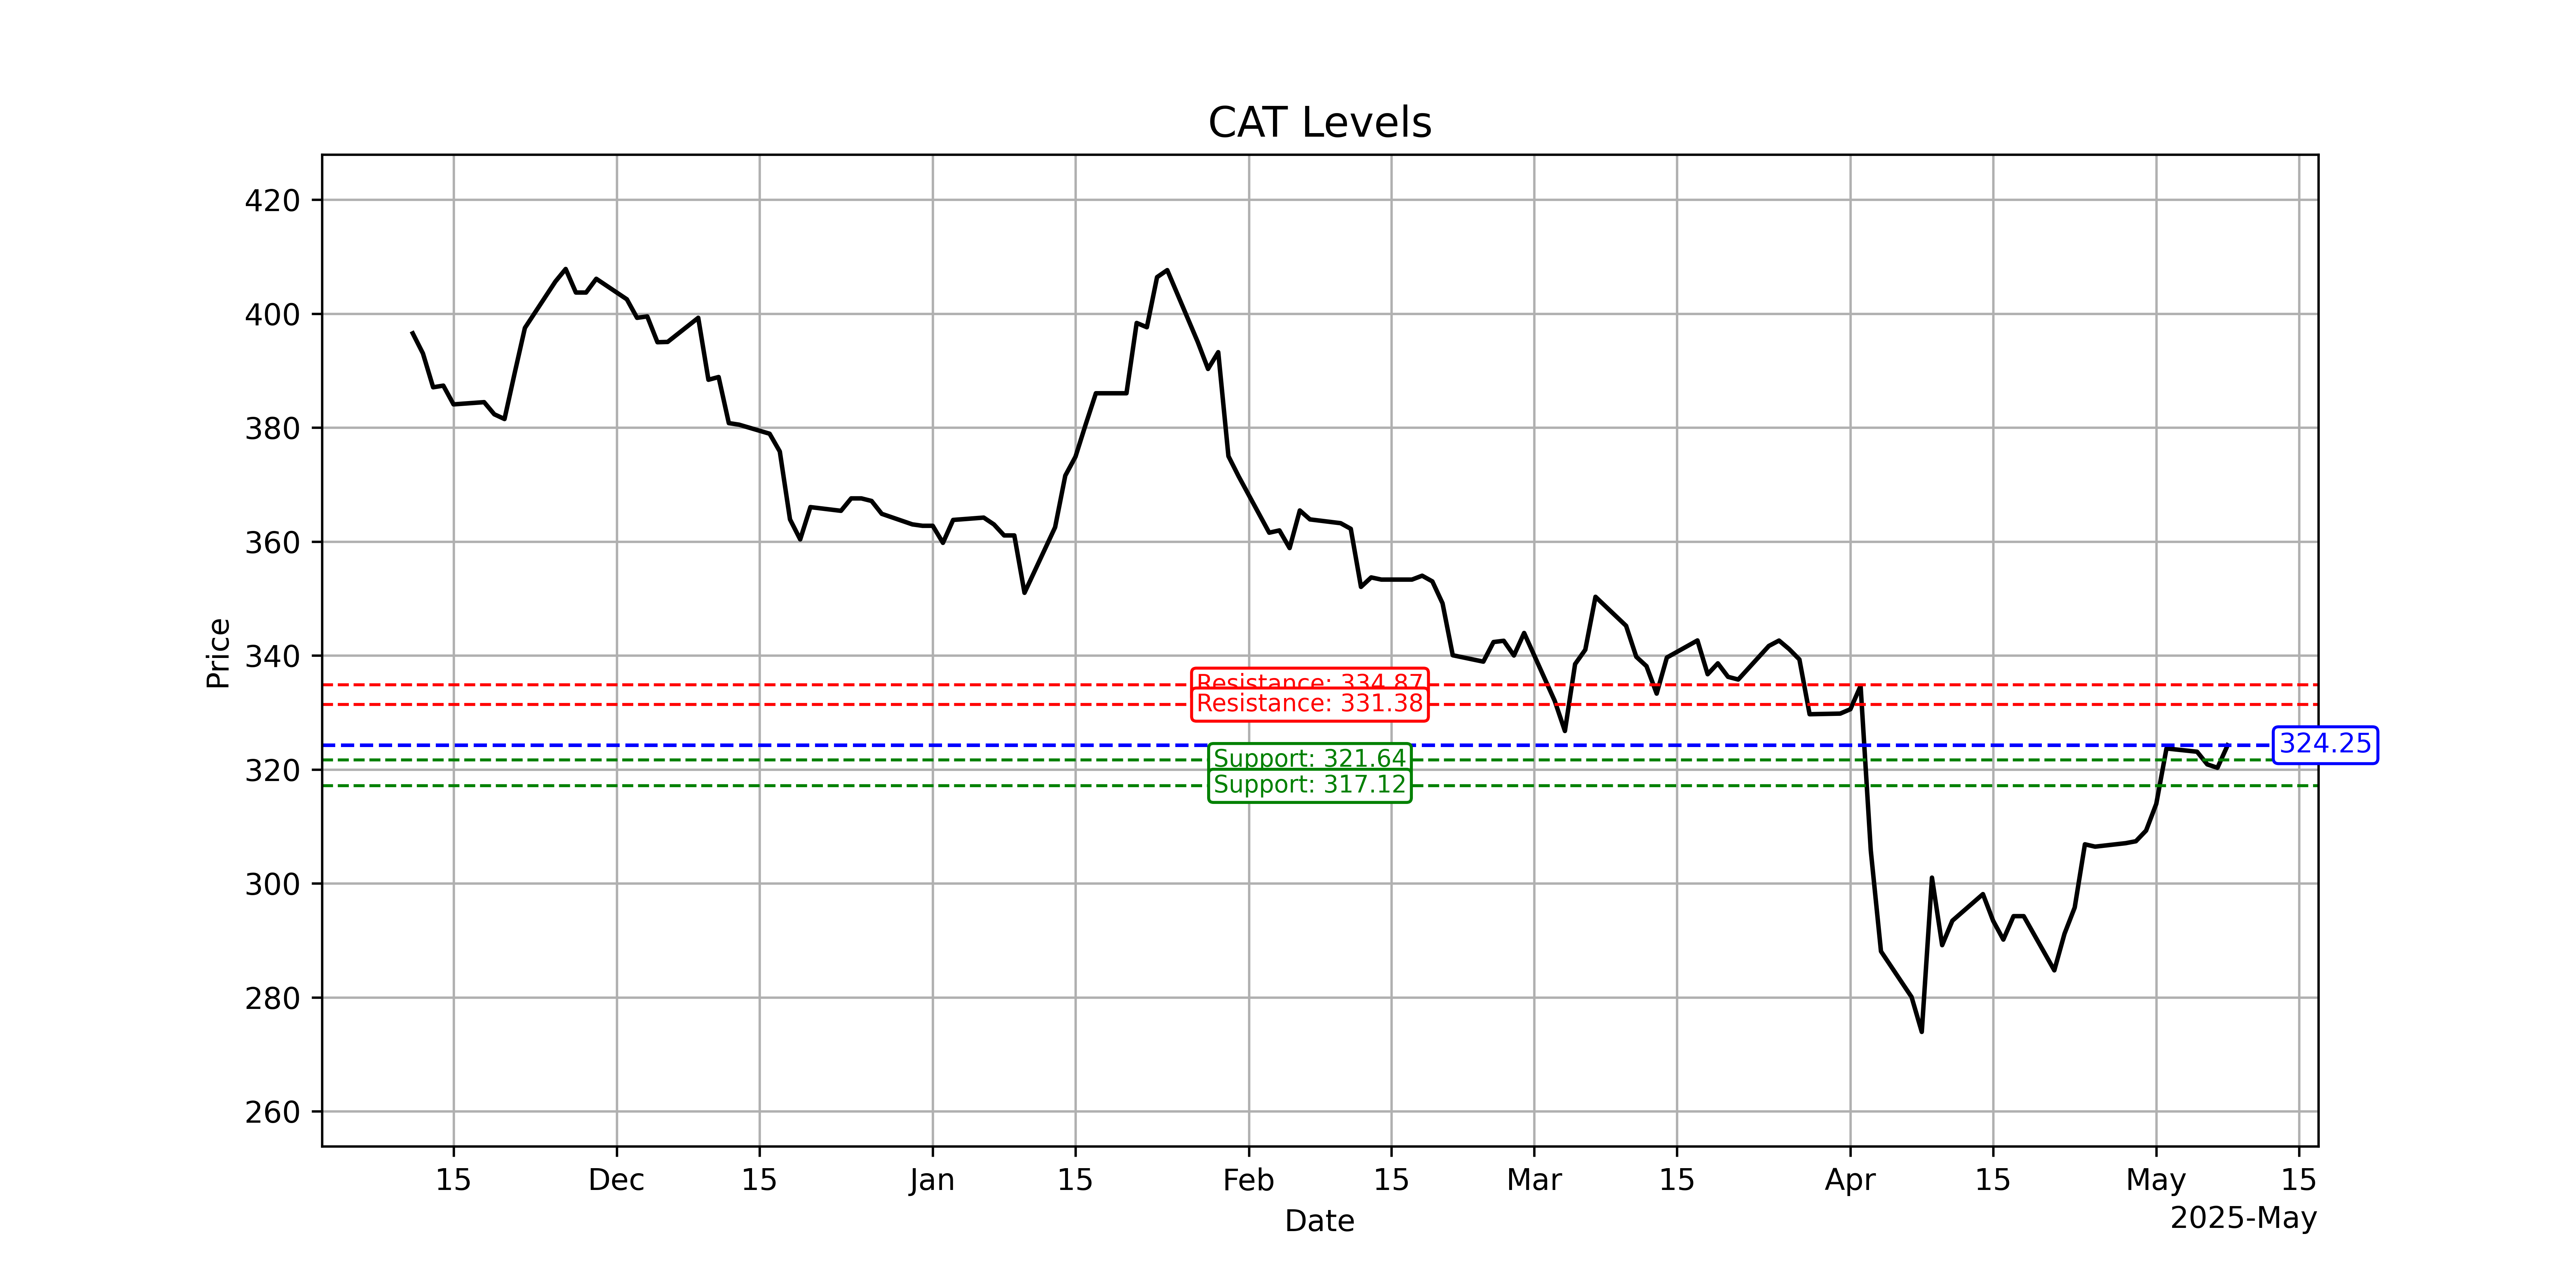 CAT Levels
420
400
380
360
340
320
300
280
260
Price
Resistance: 334.87
Resistance: 331.38
324.25
Support: 321.64
Support: 317.12
15 Dec 15 Jan 15 Feb 15 Mar 15 Apr 15 May 15
Date
2025-May